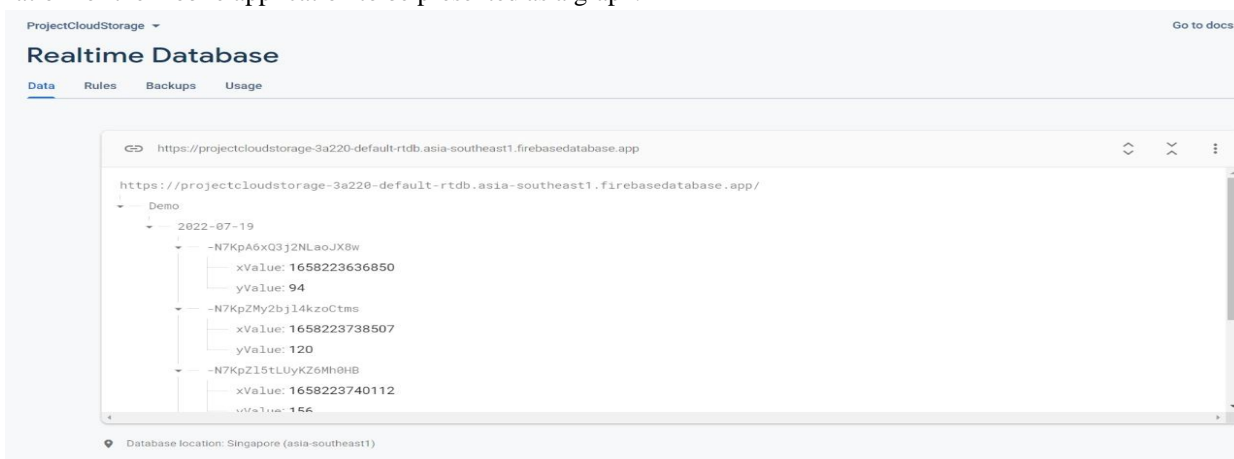 ProjectCloudStorage
Go to docs
Realtime Database
Data Rules Backups Usage
https://projectcloudstorage-3a220-default-rtdb.asia-southeast1.firebasedatabase.app
https://projectcloudstorage-3a220-default-rtdb.asia-southeast1.firebasedatabase.app/
Demo
2022-07-19
-N7KpA6xQ3j2NLaoJX8w
xValue: 1658223636850
yValue: 94
-N7KpZMy2bjl4kzoCtms
xValue: 1658223738507
yValue: 120
-N7KpZl5tLUyKZ6Mh0HB
xValue: 1658223740112
yValue: 156
Database location: Singapore (asia-southeast1)